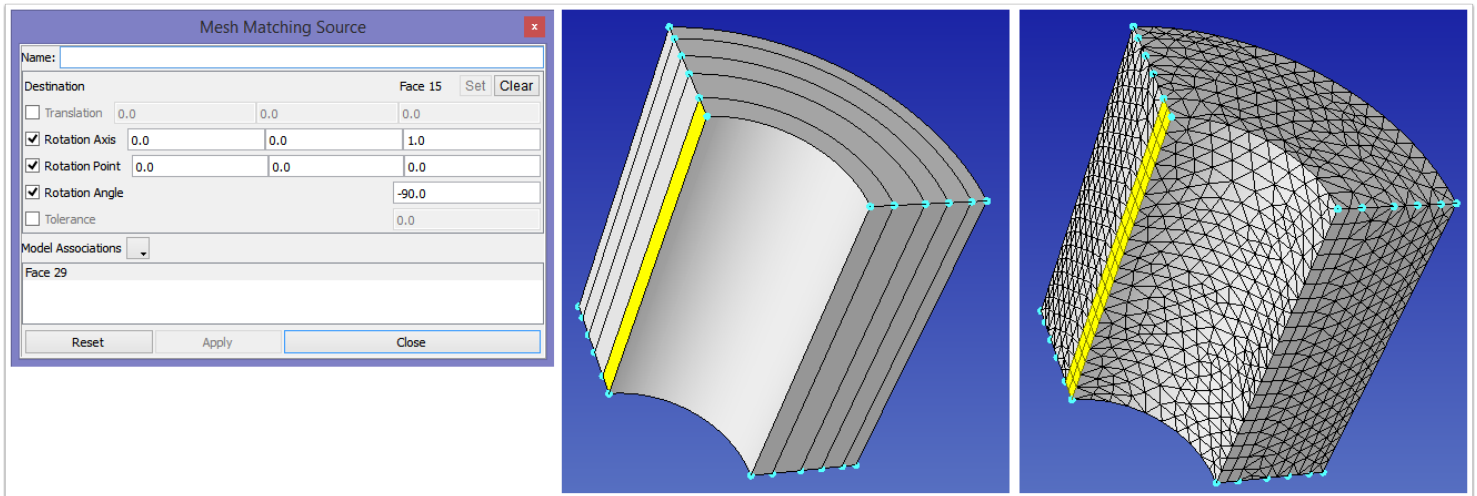 Mesh Matching Source
x
Name:
Destination Face 15 Set Clear
Translation 0.0 0.0 0.0
Rotation Axis 0.0 0.0 1.0
Rotation Point 0.0 0.0 0.0
Rotation Angle -90.0
Tolerance 0.0
Model Associations
Face 29
Reset Apply Close